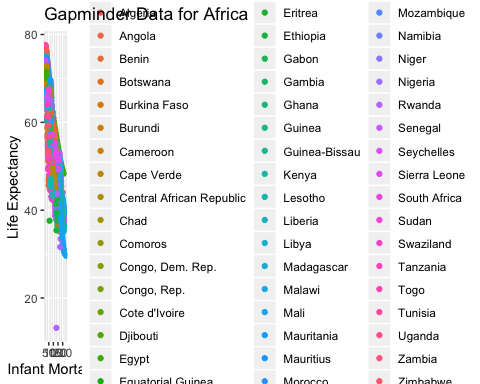 Gapminder Data for Africa
Life Expectancy
80
60
40
20
Infant Morta
Algeria
Angola
Benin
Botswana
Burkina Faso
Burundi
Cameroon
Cape Verde
Central African Republic
Chad
Comoros
Congo, Dem. Rep.
Congo, Rep.
Cote d'Ivoire
Djibouti
Egypt
Equatorial Guinea
Eritrea
Ethiopia
Gabon
Gambia
Ghana
Guinea
Guinea-Bissau
Kenya
Lesotho
Liberia
Libya
Madagascar
Malawi
Mali
Mauritania
Mauritius
Morocco
Mozambique
Namibia
Niger
Nigeria
Rwanda
Senegal
Seychelles
Sierra Leone
South Africa
Sudan
Swaziland
Tanzania
Togo
Tunisia
Uganda
Zambia
Zimbabwe